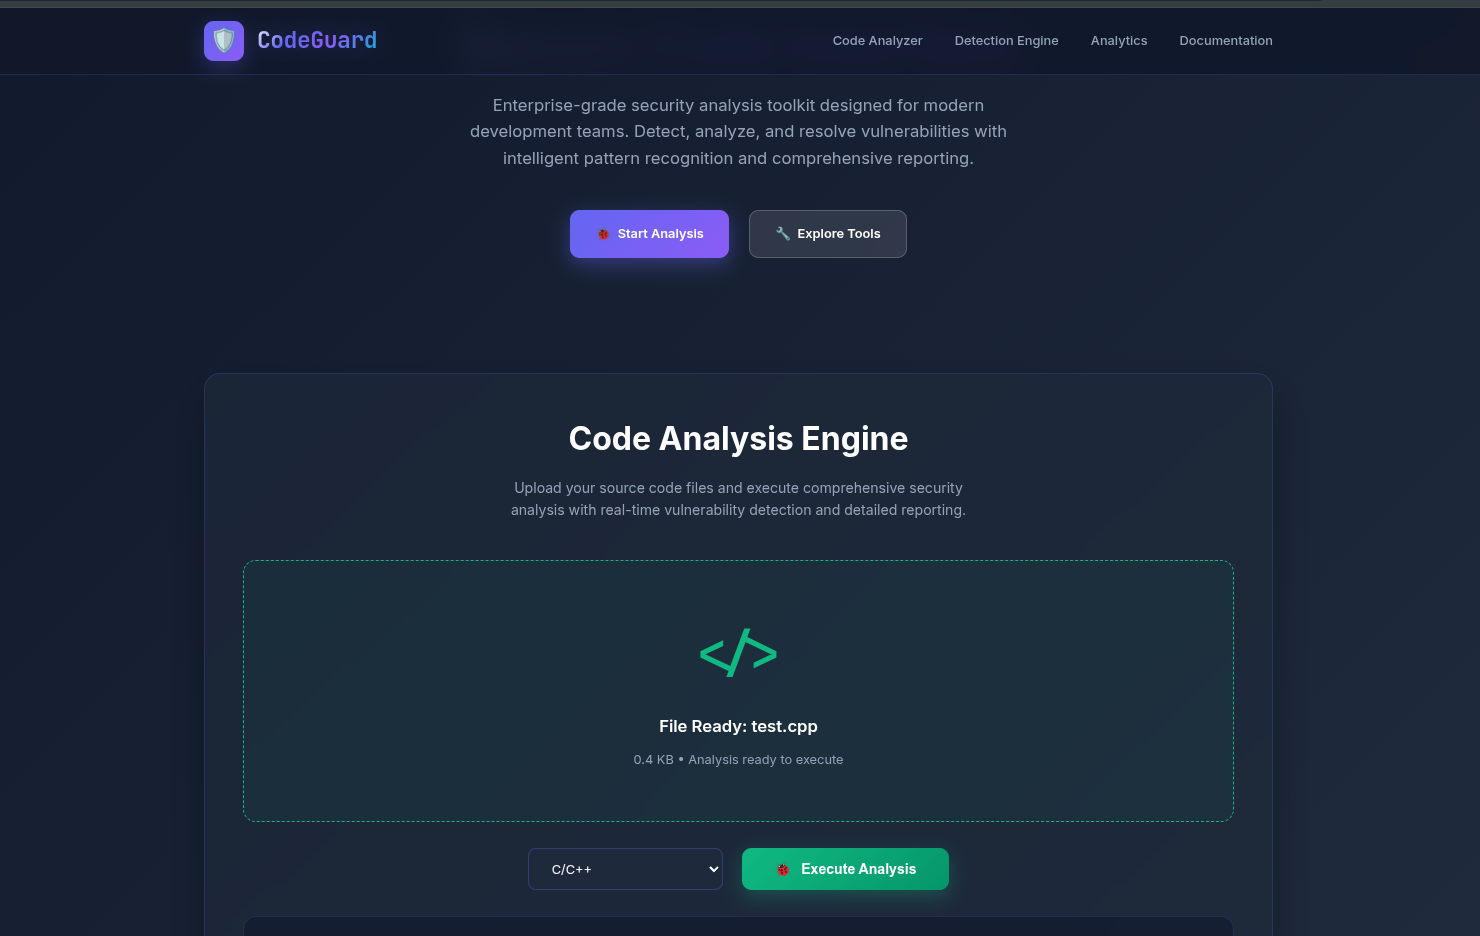 CodeGuard
Code Analyzer
Detection Engine
Analytics
Documentation
Enterprise-grade security analysis toolkit designed for modern
development teams. Detect, analyze, and resolve vulnerabilities with
intelligent pattern recognition and comprehensive reporting.
Start Analysis
Explore Tools
Code Analysis Engine
Upload your source code files and execute comprehensive security
analysis with real-time vulnerability detection and detailed reporting.
</>
File Ready: test.cpp
0.4 KB • Analysis ready to execute
C/C++
Execute Analysis